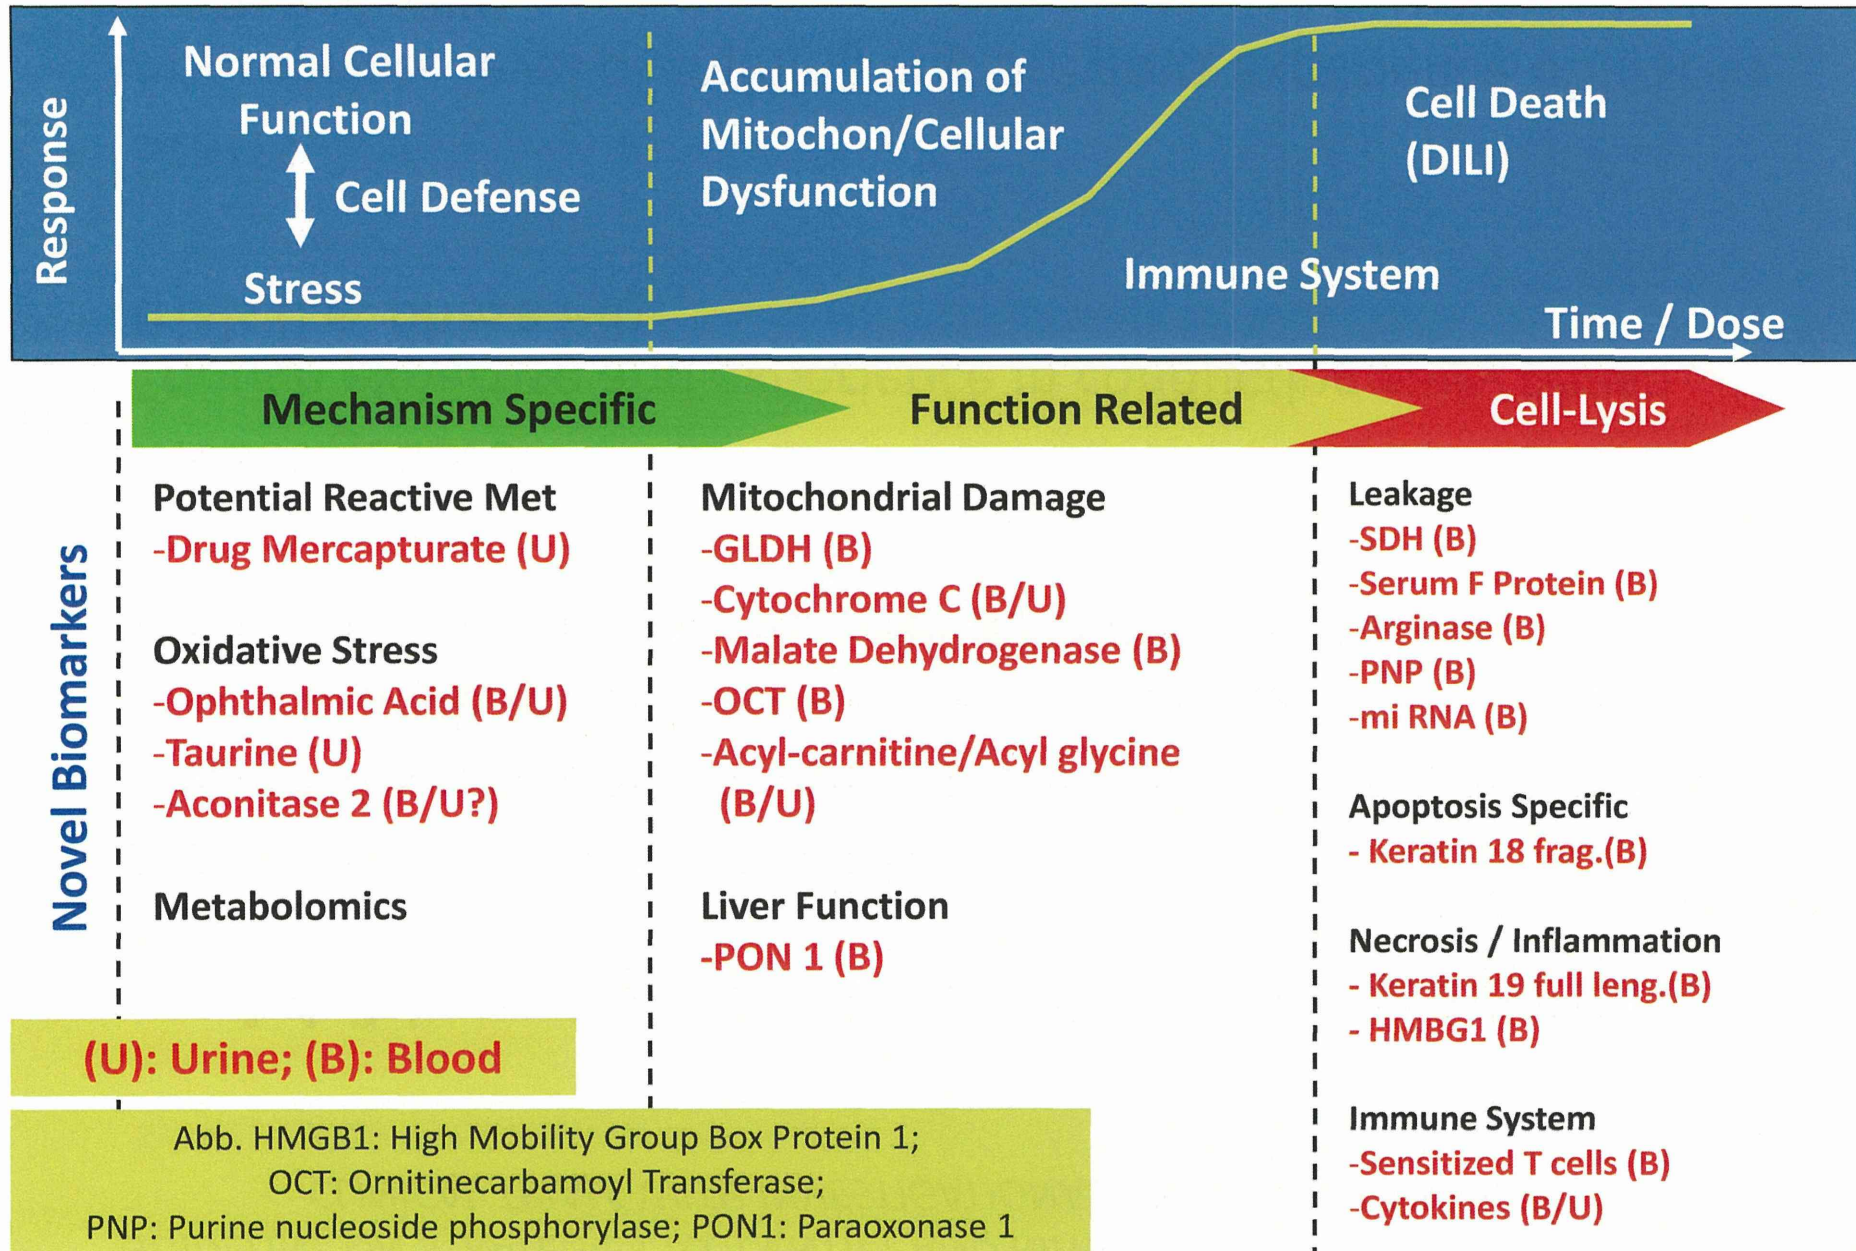 Response
Normal Cellular
Function
Cell Defense
Stress
Accumulation of
Mitochon/Cellular
Dysfunction
Immune System
Cell Death
(DILI)
Time / Dose
Mechanism Specific
Function Related
Cell-Lysis
Novel Biomarkers
Potential Reactive Met
-Drug Mercapturate (U)
Oxidative Stress
-Ophthalmic Acid (B/U)
-Taurine (U)
-Aconitase 2 (B/U?)
Metabolomics
Mitochondrial Damage
-GLDH (B)
-Cytochrome C (B/U)
-Malate Dehydrogenase (B)
-OCT (B)
-Acyl-carnitine/Acyl glycine
(B/U)
Liver Function
-PON 1 (B)
Leakage
-SDH (B)
-Serum F Protein (B)
-Arginase (B)
-PNP (B)
-mi RNA (B)
Apoptosis Specific
- Keratin 18 frag.(B)
Necrosis / Inflammation
- Keratin 19 full leng.(B)
- HMBG1 (B)
Immune System
-Sensitized T cells (B)
-Cytokines (B/U)
(U): Urine; (B): Blood
Abb. HMGB1: High Mobility Group Box Protein 1;
OCT: Ornitinecarbamoyl Transferase;
PNP: Purine nucleoside phosphorylase; PON1: Paraoxonase 1